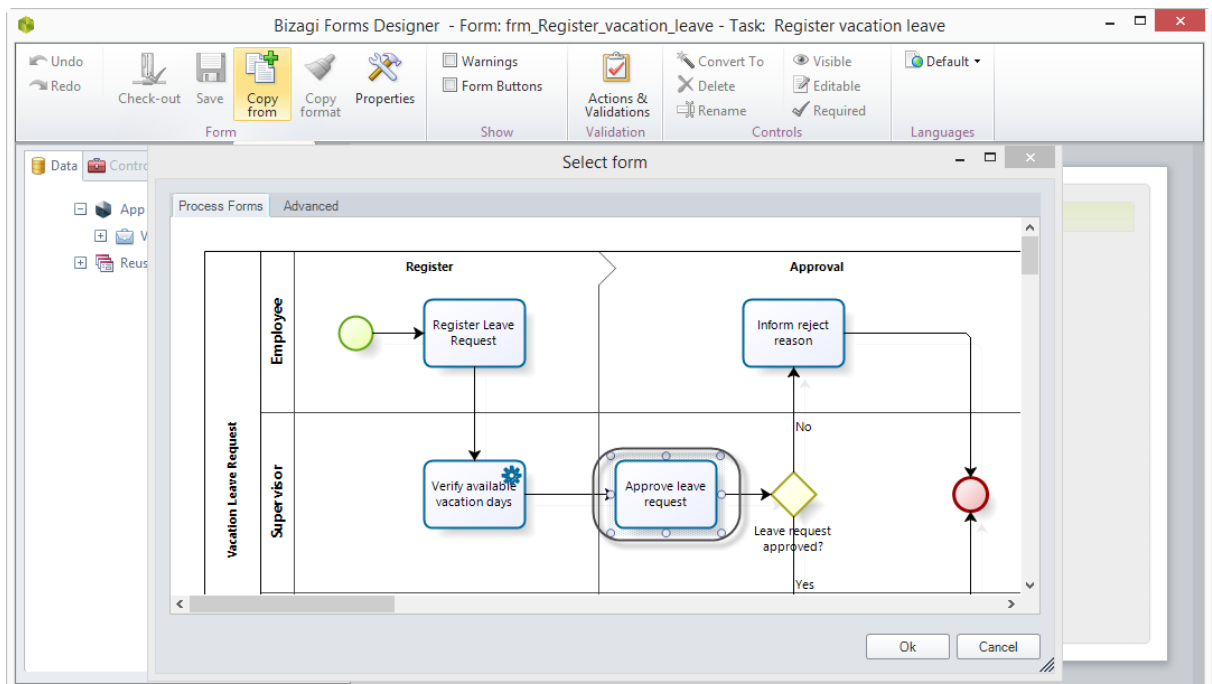 Bizagi Forms Designer - Form: frm_Register_vacation_leave - Task: Register vacation leave
Undo
Redo
Check-out
Save
Copy
from
Copy
format
Properties
Form
Warnings
Form Buttons
Show
Actions &
Validations
Validation
Convert To
Delete
Rename
Visible
Editable
Required
Controls
Default
Languages
Data
Contro
App
V
Reus
Select form
Process Forms
Advanced
Vacation Leave Request
Employee
Supervisor
Register
Approval
Register Leave
Request
Inform reject
reason
No
Verify available
vacation days
Approve leave
request
Leave request
approved?
Yes
Ok
Cancel